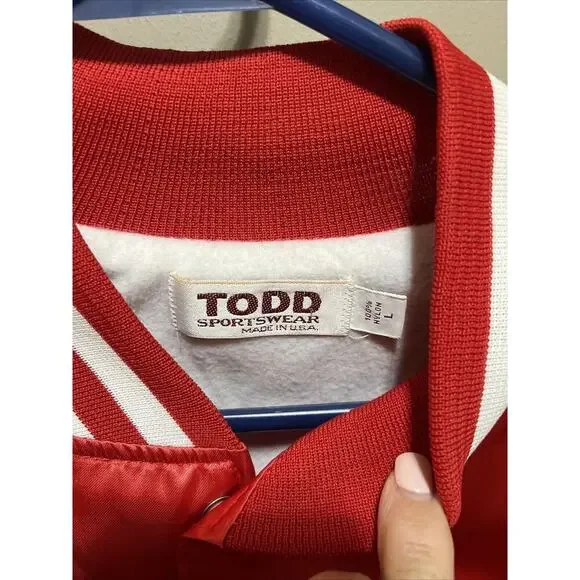 TODD
SPORTSWEAR
MADE IN U.S.A.
100%
NYLON
L